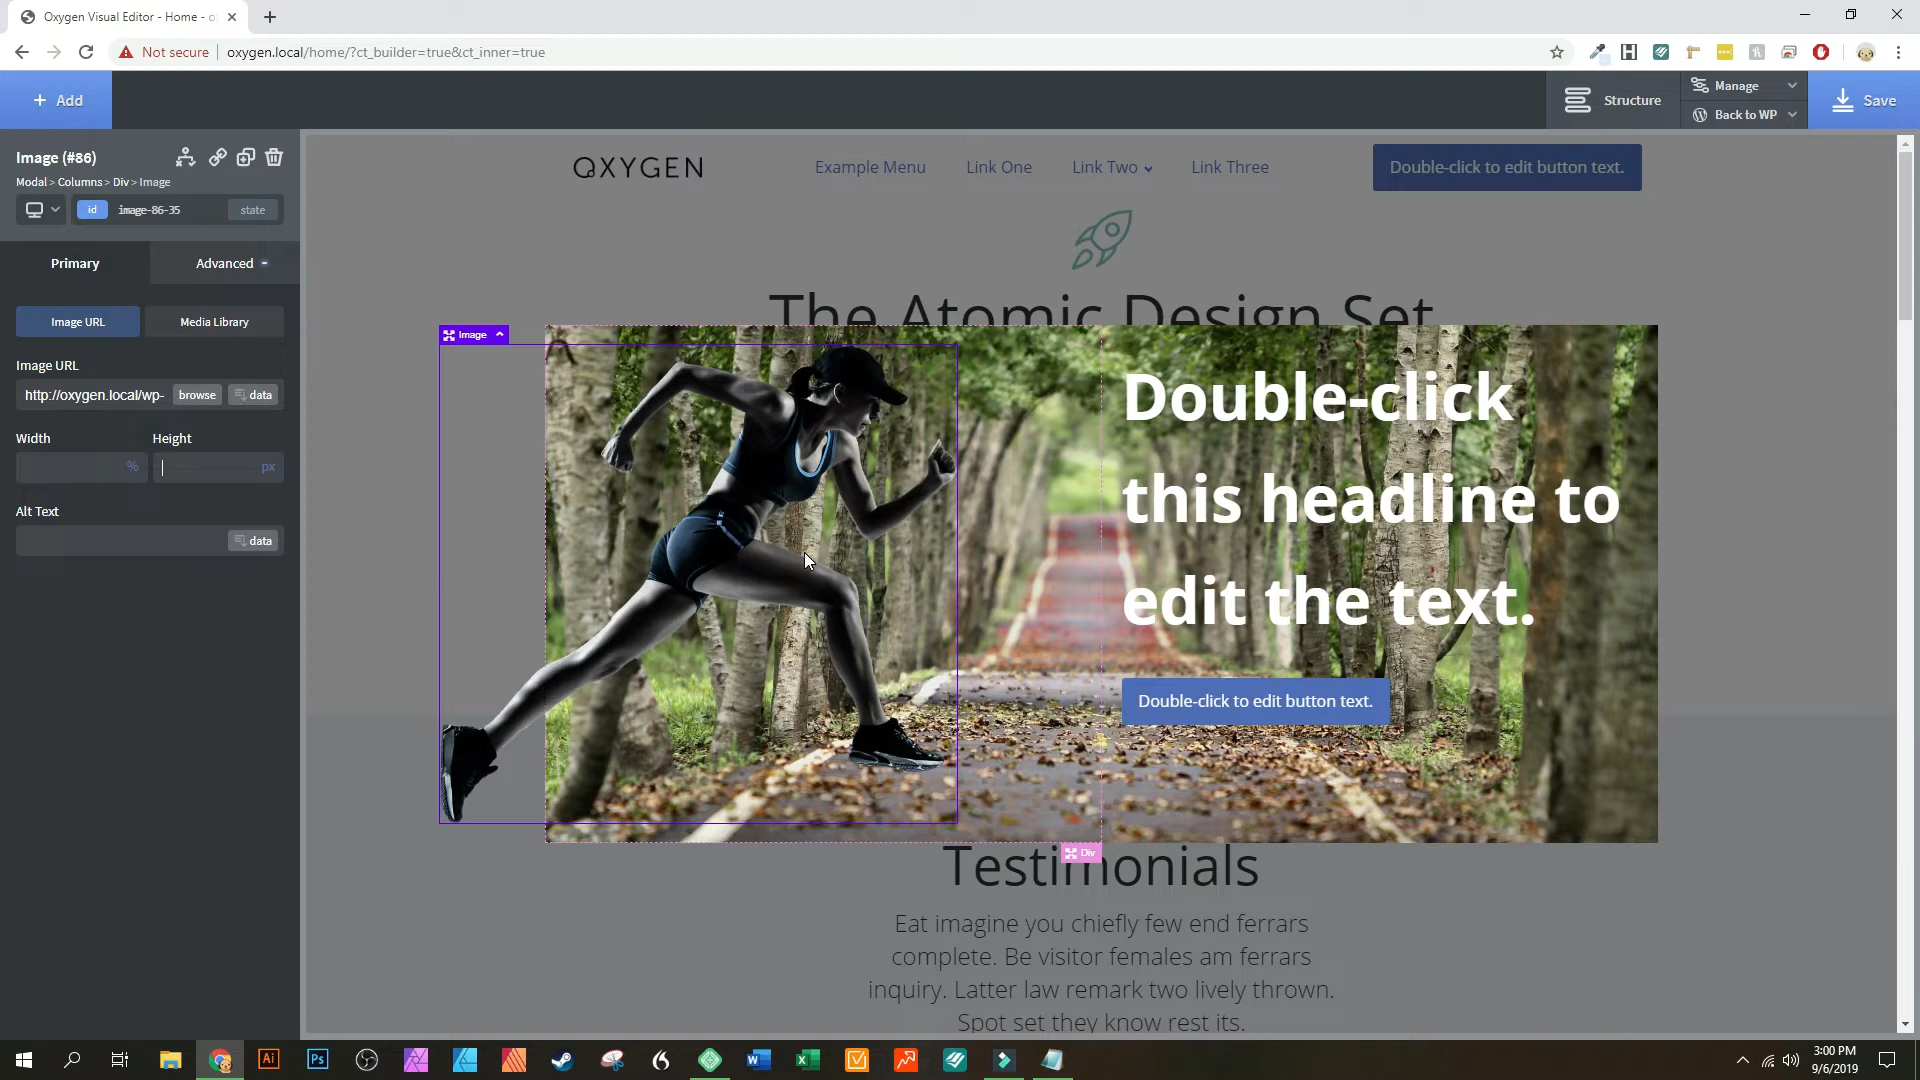 Oxygen Visual Editor - Home - o
Not secure
oxygen.local/home/?ct_builder=true&ct_inner=true
+ Add
Structure
Manage
Back to WP
Save
Image (#86)
Modal > Columns > Div > Image
id
image-86-35
state
Primary
Advanced
Image URL
Media Library
Image URL
http://oxygen.local/wp-
browse
data
Width
Height
%
px
Alt Text
data
OXYGEN
Example Menu
Link One
Link Two
Link Three
Double-click to edit button text.
The Atomic Design Set
Image
Double-click
this headline to
edit the text.
Double-click to edit button text.
Div
Testimonials
Eat imagine you chiefly few end ferrars
complete. Be visitor females am ferrars
inquiry. Latter law remark two lively thrown.
Spot set they know rest its.
Ai
Ps
3:00 PM
9/6/2019